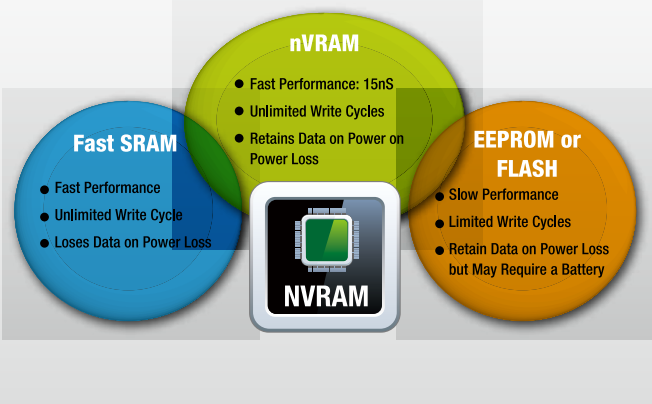 nVRAM
● Fast Performance: 15nS
● Unlimited Write Cycles
● Retains Data on Power on
Power Loss
Fast SRAM
● Fast Performance
● Unlimited Write Cycle
● Loses Data on Power Loss
EEPROM or
FLASH
● Slow Performance
● Limited Write Cycles
● Retain Data on Power Loss
but May Require a Battery
NVRAM